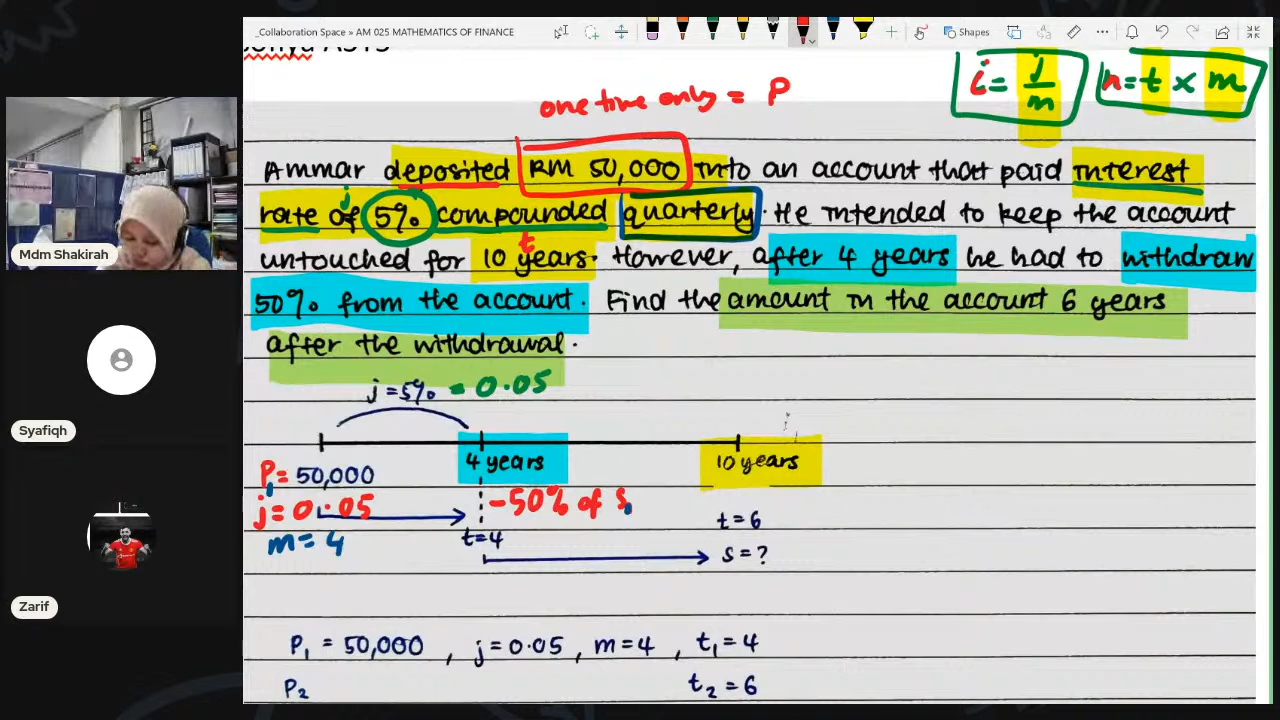 _Collaboration Space » AM 025 MATHEMATICS OF FINANCE
Shapes
i = j/m
n = t × m
one time only = P
Ammar deposited RM 50,000 into an account that paid interest
j
rate of 5% compounded quarterly. He intended to keep the account
t
untouched for 10 years. However, after 4 years he had to withdraw
50% from the account. Find the amount in the account 6 years
after the withdrawal.
j = 5% = 0.05
4 years
10 years
P₁ = 50,000
-50% of S₁
j = 0.05
t = 6
m = 4
t = 4
S = ?
P₁ = 50,000 , j = 0.05 , m = 4 , t₁ = 4
P₂ t₂ = 6
Mdm Shakirah
Syafiqh
Zarif